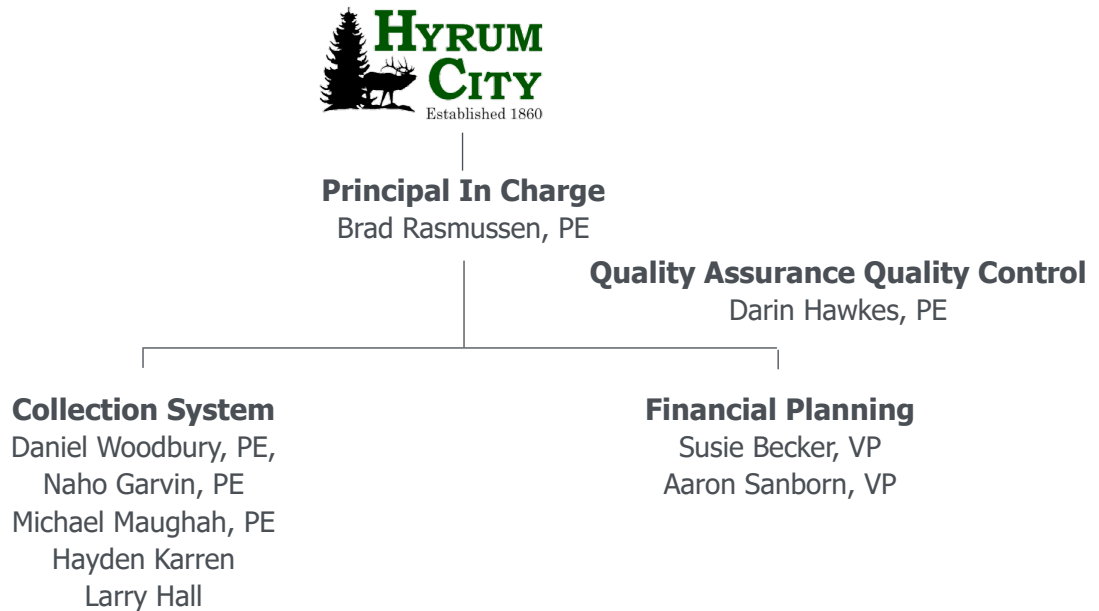 HYRUM
CITY
Established 1860
Principal In Charge
Brad Rasmussen, PE
Quality Assurance Quality Control
Darin Hawkes, PE
Collection System
Daniel Woodbury, PE,
Naho Garvin, PE
Michael Maughah, PE
Hayden Karren
Larry Hall
Financial Planning
Susie Becker, VP
Aaron Sanborn, VP